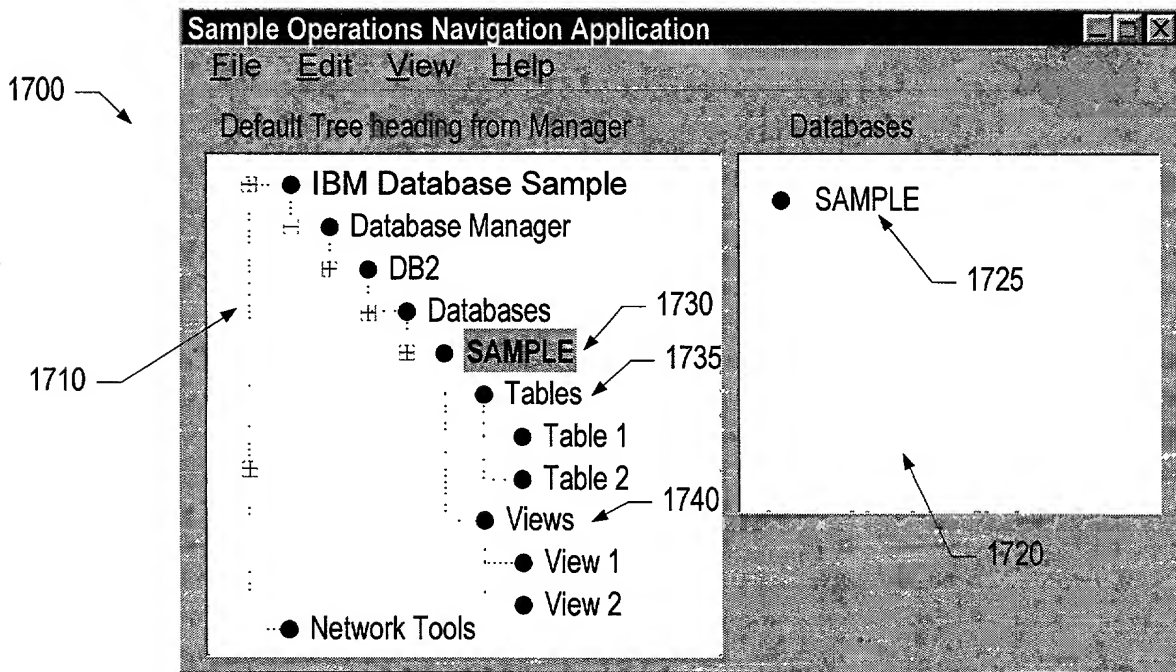 Sample Operations Navigation Application
File Edit View Help
1700
Default Tree heading from Manager
Databases
IBM Database Sample
SAMPLE
Database Manager
DB2
1725
Databases
1730
SAMPLE
1735
1710
Tables
Table 1
Table 2
1740
Views
1720
View 1
View 2
Network Tools